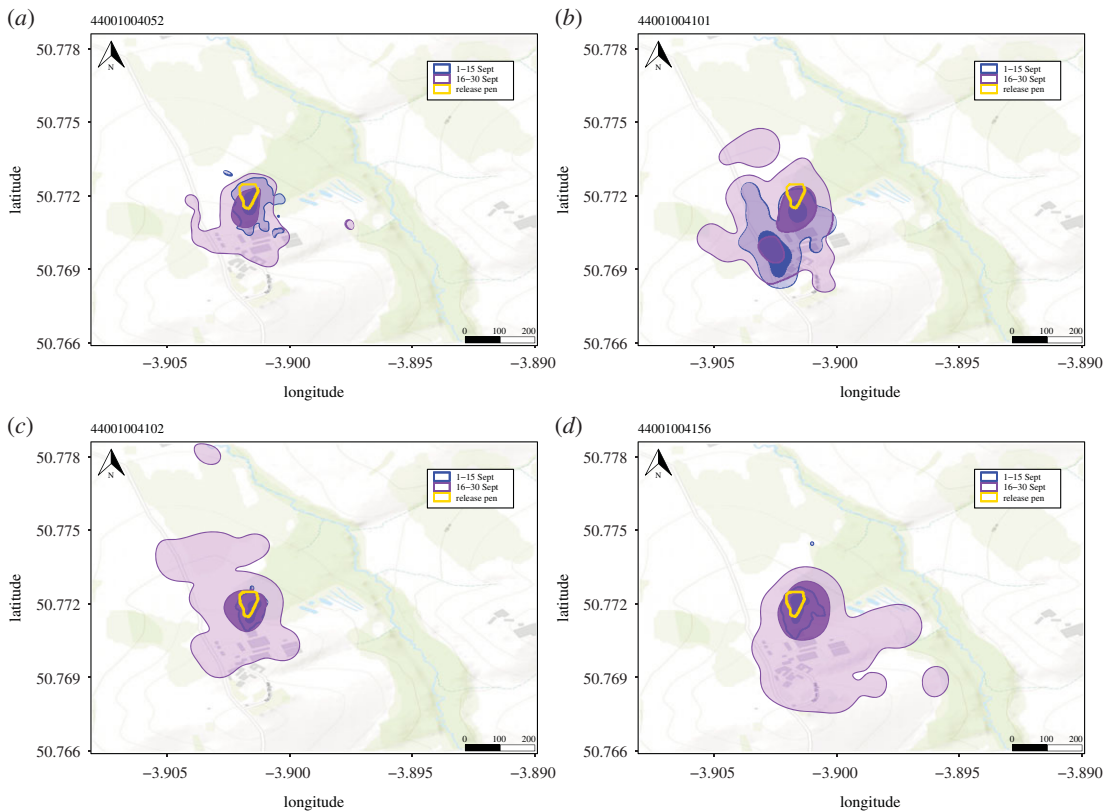 (a)
44001004052
50.778
50.775
50.772
50.769
50.766
latitude
N
1–15 Sept
16–30 Sept
release pen
0 100 200
−3.905 −3.900 −3.895 −3.890
longitude
(b)
44001004101
50.778
50.775
50.772
50.769
50.766
latitude
N
1–15 Sept
16–30 Sept
release pen
0 100 200
−3.905 −3.900 −3.895 −3.890
longitude
(c)
44001004102
50.778
50.775
50.772
50.769
50.766
latitude
N
1–15 Sept
16–30 Sept
release pen
0 100 200
−3.905 −3.900 −3.895 −3.890
longitude
(d)
44001004156
50.778
50.775
50.772
50.769
50.766
latitude
N
1–15 Sept
16–30 Sept
release pen
0 100 200
−3.905 −3.900 −3.895 −3.890
longitude